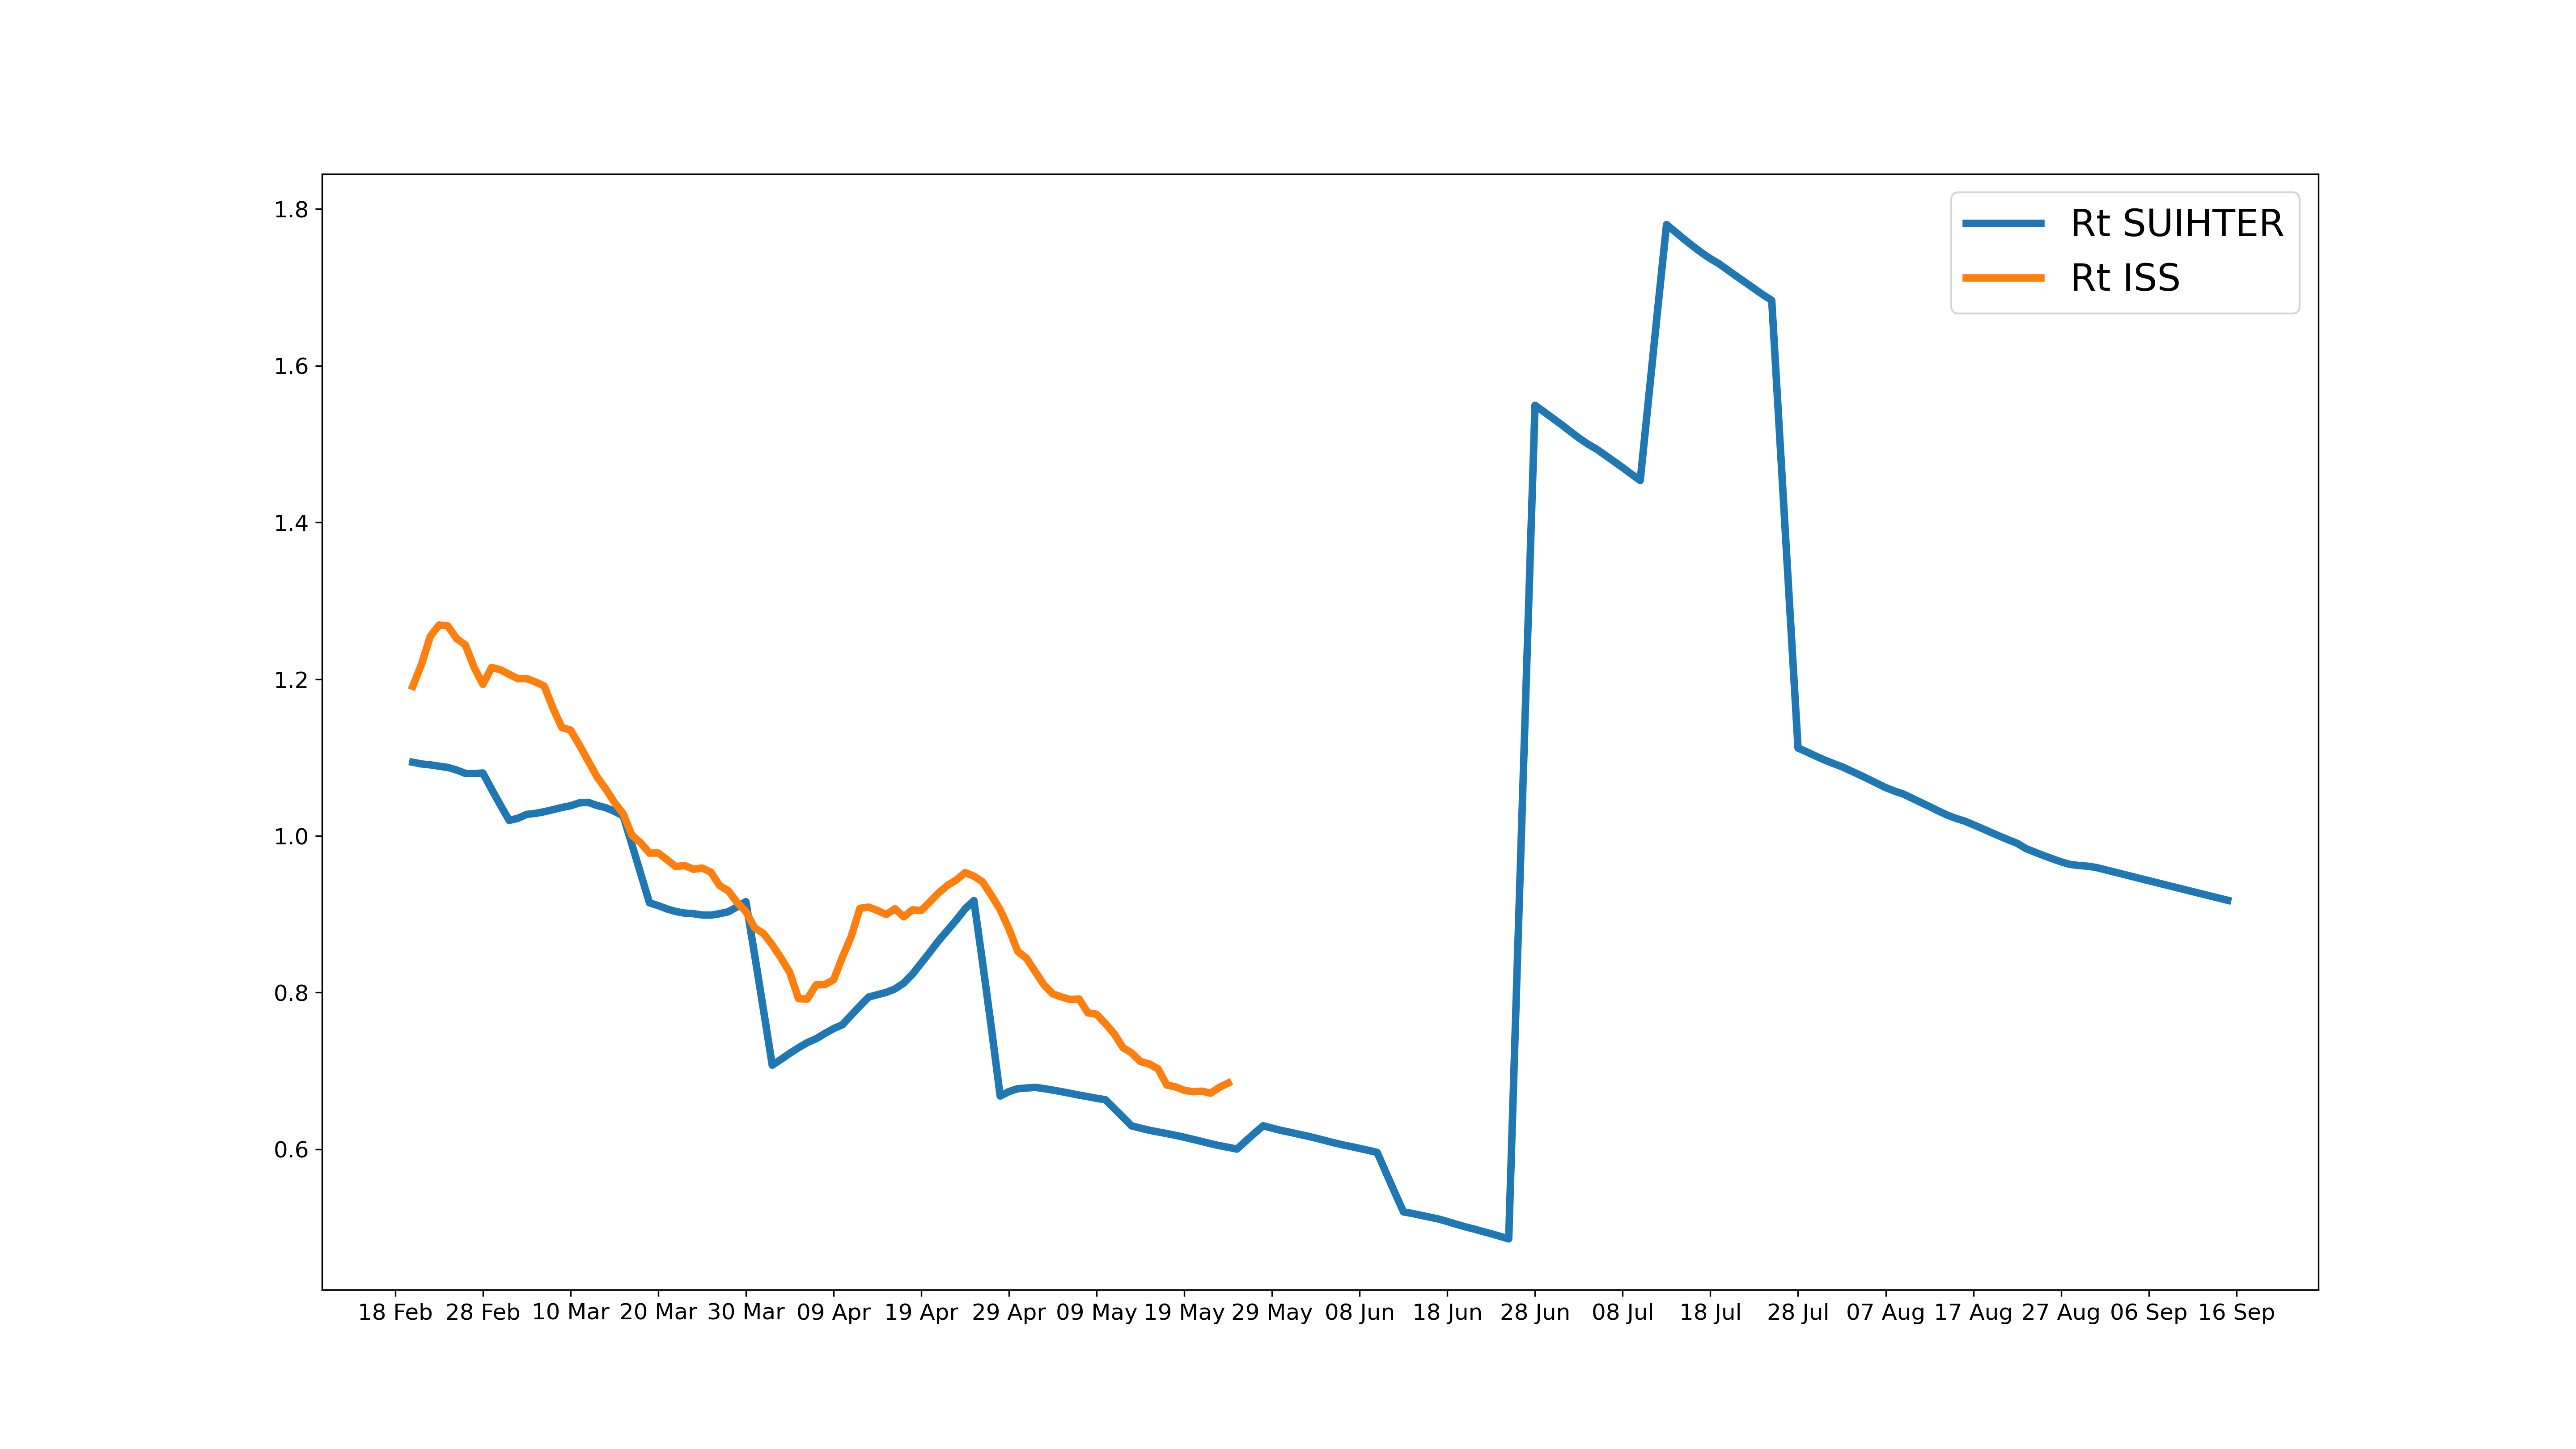 1.8
1.6
1.4
1.2
1.0
0.8
0.6
Rt SUIHTER
Rt ISS
18 Feb 28 Feb 10 Mar 20 Mar 30 Mar 09 Apr 19 Apr 29 Apr 09 May 19 May 29 May 08 Jun 18 Jun 28 Jun 08 Jul 18 Jul 28 Jul 07 Aug 17 Aug 27 Aug 06 Sep 16 Sep